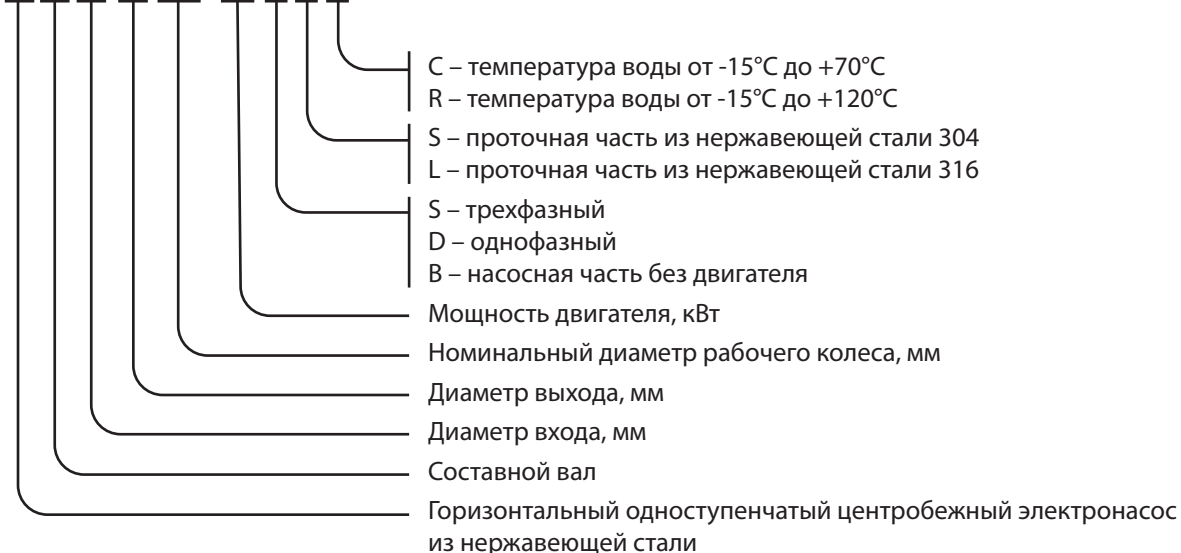 C – температура воды от -15°C до +70°C
R – температура воды от -15°C до +120°C
S – проточная часть из нержавеющей стали 304
L – проточная часть из нержавеющей стали 316
S – трехфазный
D – однофазный
B – насосная часть без двигателя
Мощность двигателя, кВт
Номинальный диаметр рабочего колеса, мм
Диаметр выхода, мм
Диаметр входа, мм
Составной вал
Горизонтальный одноступенчатый центробежный электронасос
из нержавеющей стали